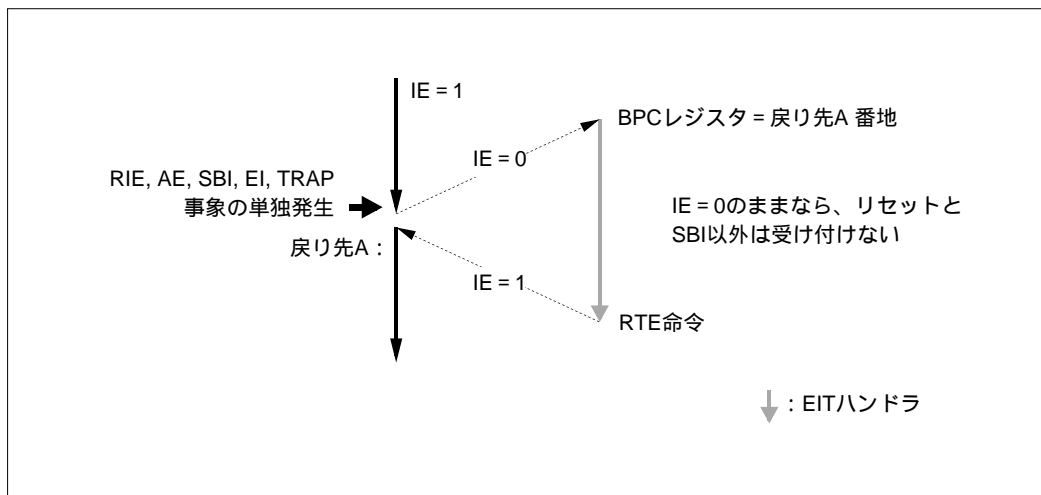 IE = 1
BPCレジスタ = 戻り先A 番地
IE = 0
RIE, AE, SBI, EI, TRAP
事象の単独発生
IE = 0のままなら、リセットと
SBI以外は受け付けない
戻り先A :
IE = 1
RTE命令
: EITハンドラ